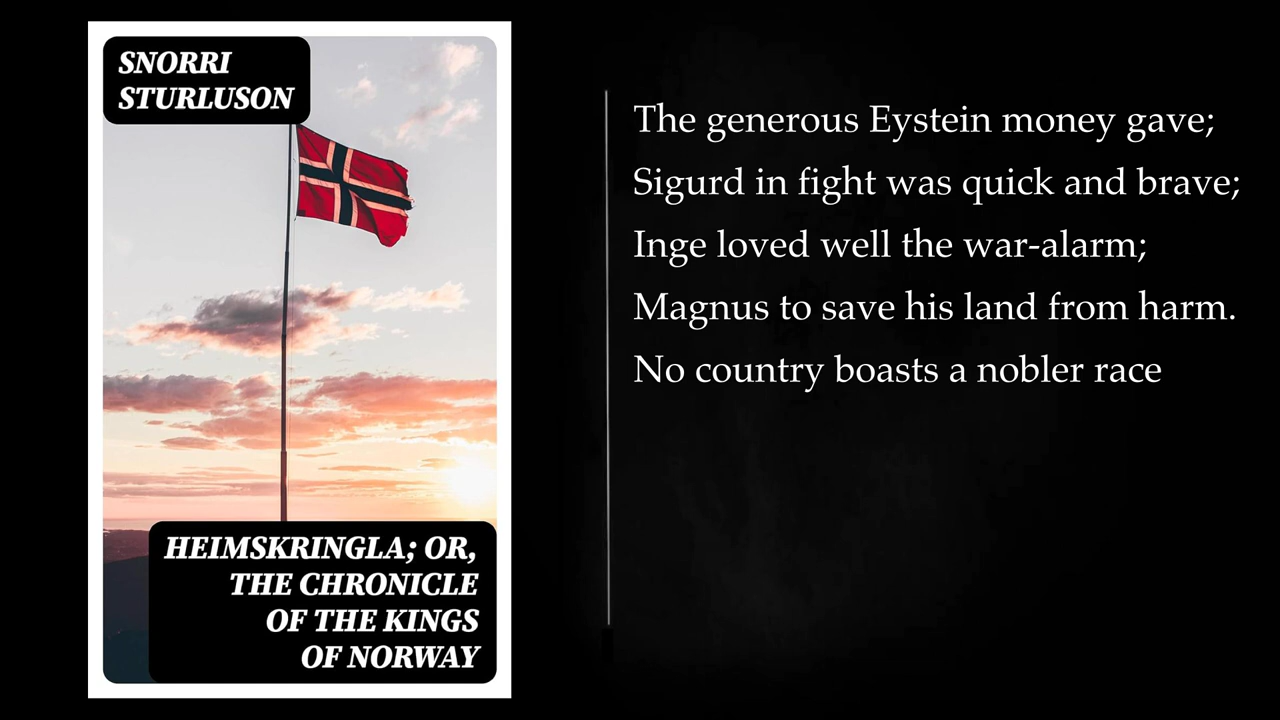 SNORRI
STURLUSON
HEIMSKRINGLA; OR,
THE CHRONICLE
OF THE KINGS
OF NORWAY
The generous Eystein money gave;
Sigurd in fight was quick and brave;
Inge loved well the war-alarm;
Magnus to save his land from harm.
No country boasts a nobler race